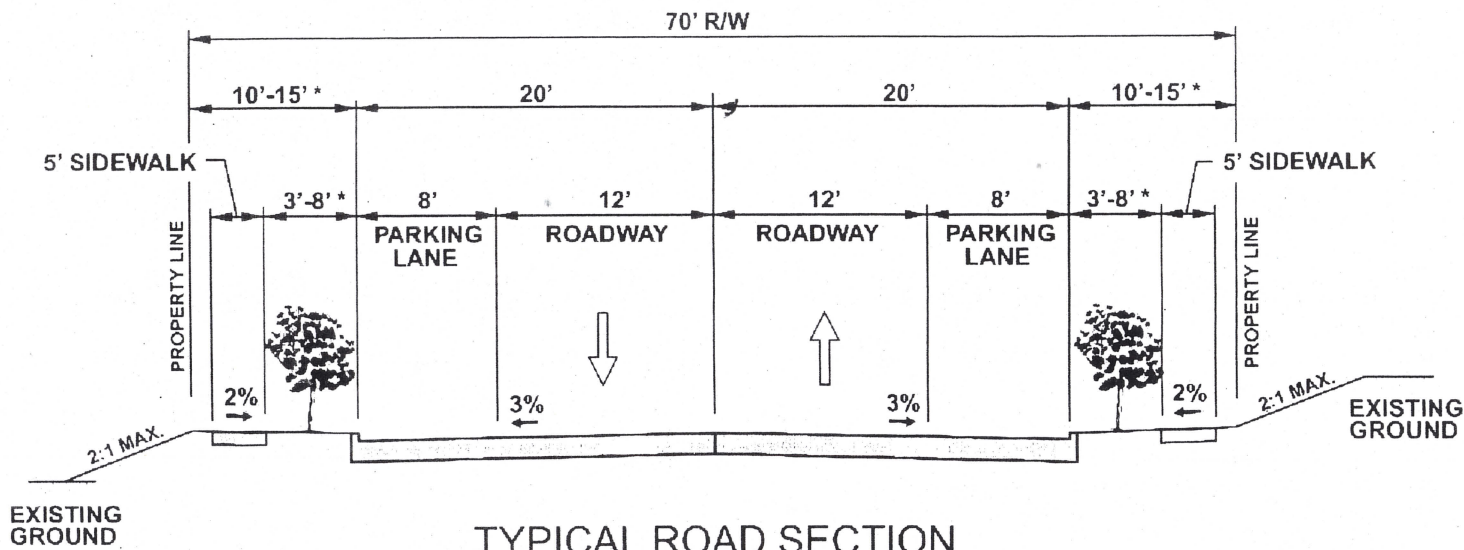 70' R/W
10'-15' *
20'
20'
10'-15' *
5' SIDEWALK
5' SIDEWALK
3'-8' *
8'
12'
12'
8'
3'-8' *
PARKING
LANE
ROADWAY
ROADWAY
PARKING
LANE
PROPERTY LINE
PROPERTY LINE
2%
3%
3%
2%
2:1 MAX.
2:1 MAX.
EXISTING
GROUND
EXISTING
GROUND
TYPICAL ROAD SECTION